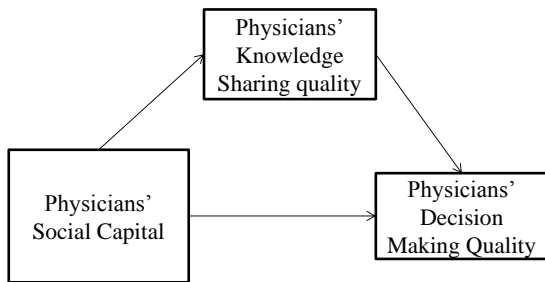 Physicians’
Knowledge
Sharing quality
Physicians’
Social Capital
Physicians’
Decision
Making Quality